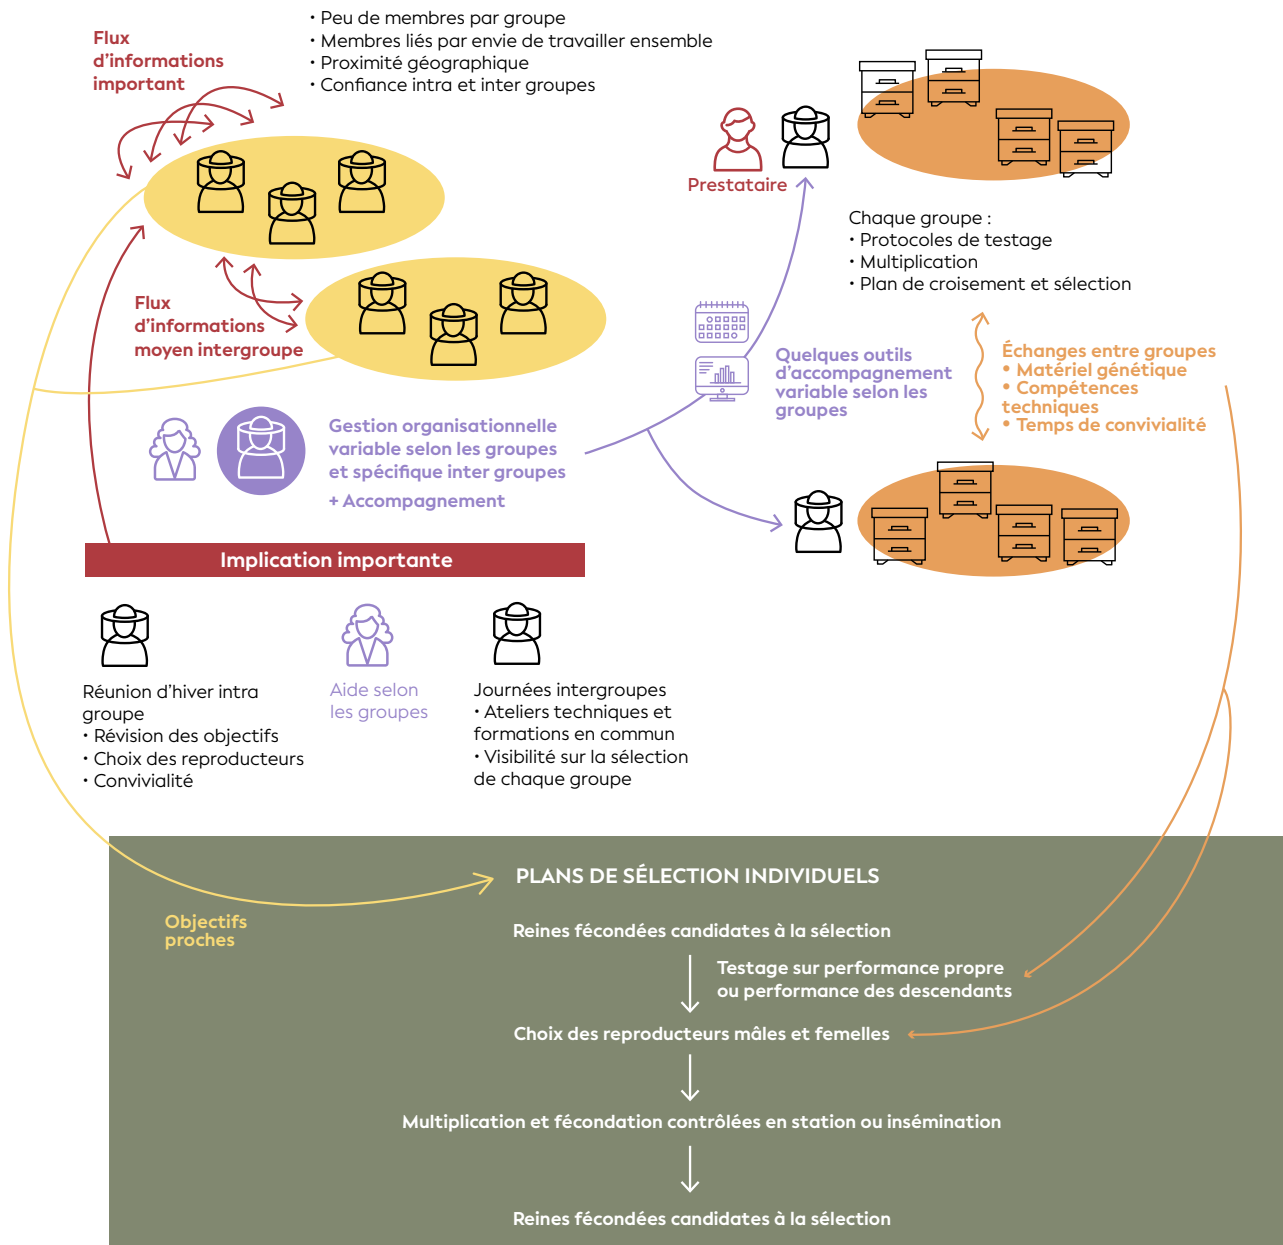 • Peu de membres par groupe
• Membres liés par envie de travailler ensemble
• Proximité géographique
• Confiance intra et inter groupes
Flux
d'informations
important
Prestataire
Chaque groupe :
• Protocoles de testage
• Multiplication
• Plan de croisement et sélection
Flux
d'informations
moyen intergroupe
Quelques outils
d'accompagnement
variable selon les
groupes
Échanges entre groupes
• Matériel génétique
• Compétences
techniques
• Temps de convivialité
Gestion organisationnelle
variable selon les groupes
et spécifique inter groupes
+ Accompagnement
Implication importante
Réunion d'hiver intra
groupe
• Révision des objectifs
• Choix des reproducteurs
• Convivialité
Aide selon
les groupes
Journées intergroupes
• Ateliers techniques et
formations en commun
• Visibilité sur la sélection
de chaque groupe
PLANS DE SÉLECTION INDIVIDUELS
Objectifs
proches
Reines fécondées candidates à la sélection
Testage sur performance propre
ou performance des descendants
Choix des reproducteurs mâles et femelles
Multiplication et fécondation contrôlées en station ou insémination
Reines fécondées candidates à la sélection